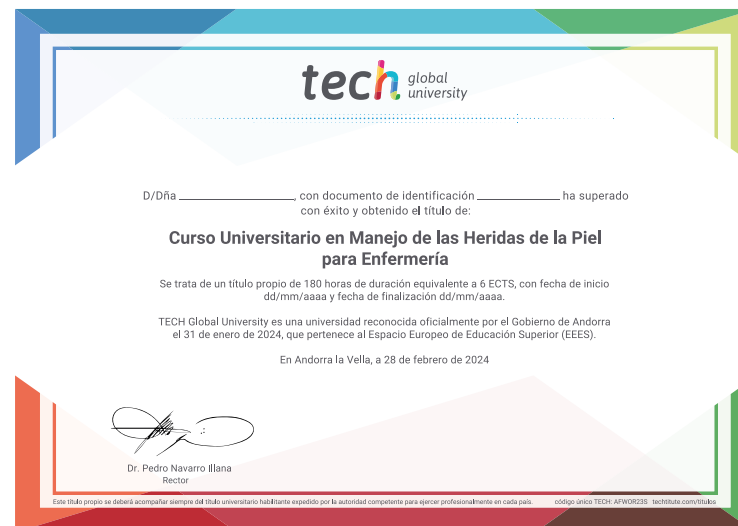 tech global
university
D/Dña ______________, con documento de identificación __________ ha superado
con éxito y obtenido el título de:
Curso Universitario en Manejo de las Heridas de la Piel
para Enfermería
Se trata de un título propio de 180 horas de duración equivalente a 6 ECTS, con fecha de inicio
dd/mm/aaaa y fecha de finalización dd/mm/aaaa.
TECH Global University es una universidad reconocida oficialmente por el Gobierno de Andorra
el 31 de enero de 2024, que pertenece al Espacio Europeo de Educación Superior (EEES).
En Andorra la Vella, a 28 de febrero de 2024
Dr. Pedro Navarro Illana
Rector
Este título propio se deberá acompañar siempre del título universitario habilitante expedido por la autoridad competente para ejercer profesionalmente en cada país. código único TECH: AFWOR23S techtitute.com/titulos